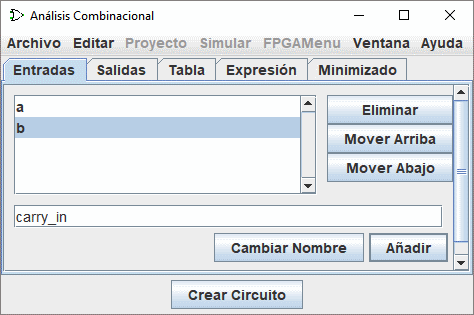 Análisis Combinacional
Archivo Editar Proyecto Simular FPGAMenu Ventana Ayuda
Entradas Salidas Tabla Expresión Minimizado
a
b
Eliminar
Mover Arriba
Mover Abajo
carry_in
Cambiar Nombre Añadir
Crear Circuito